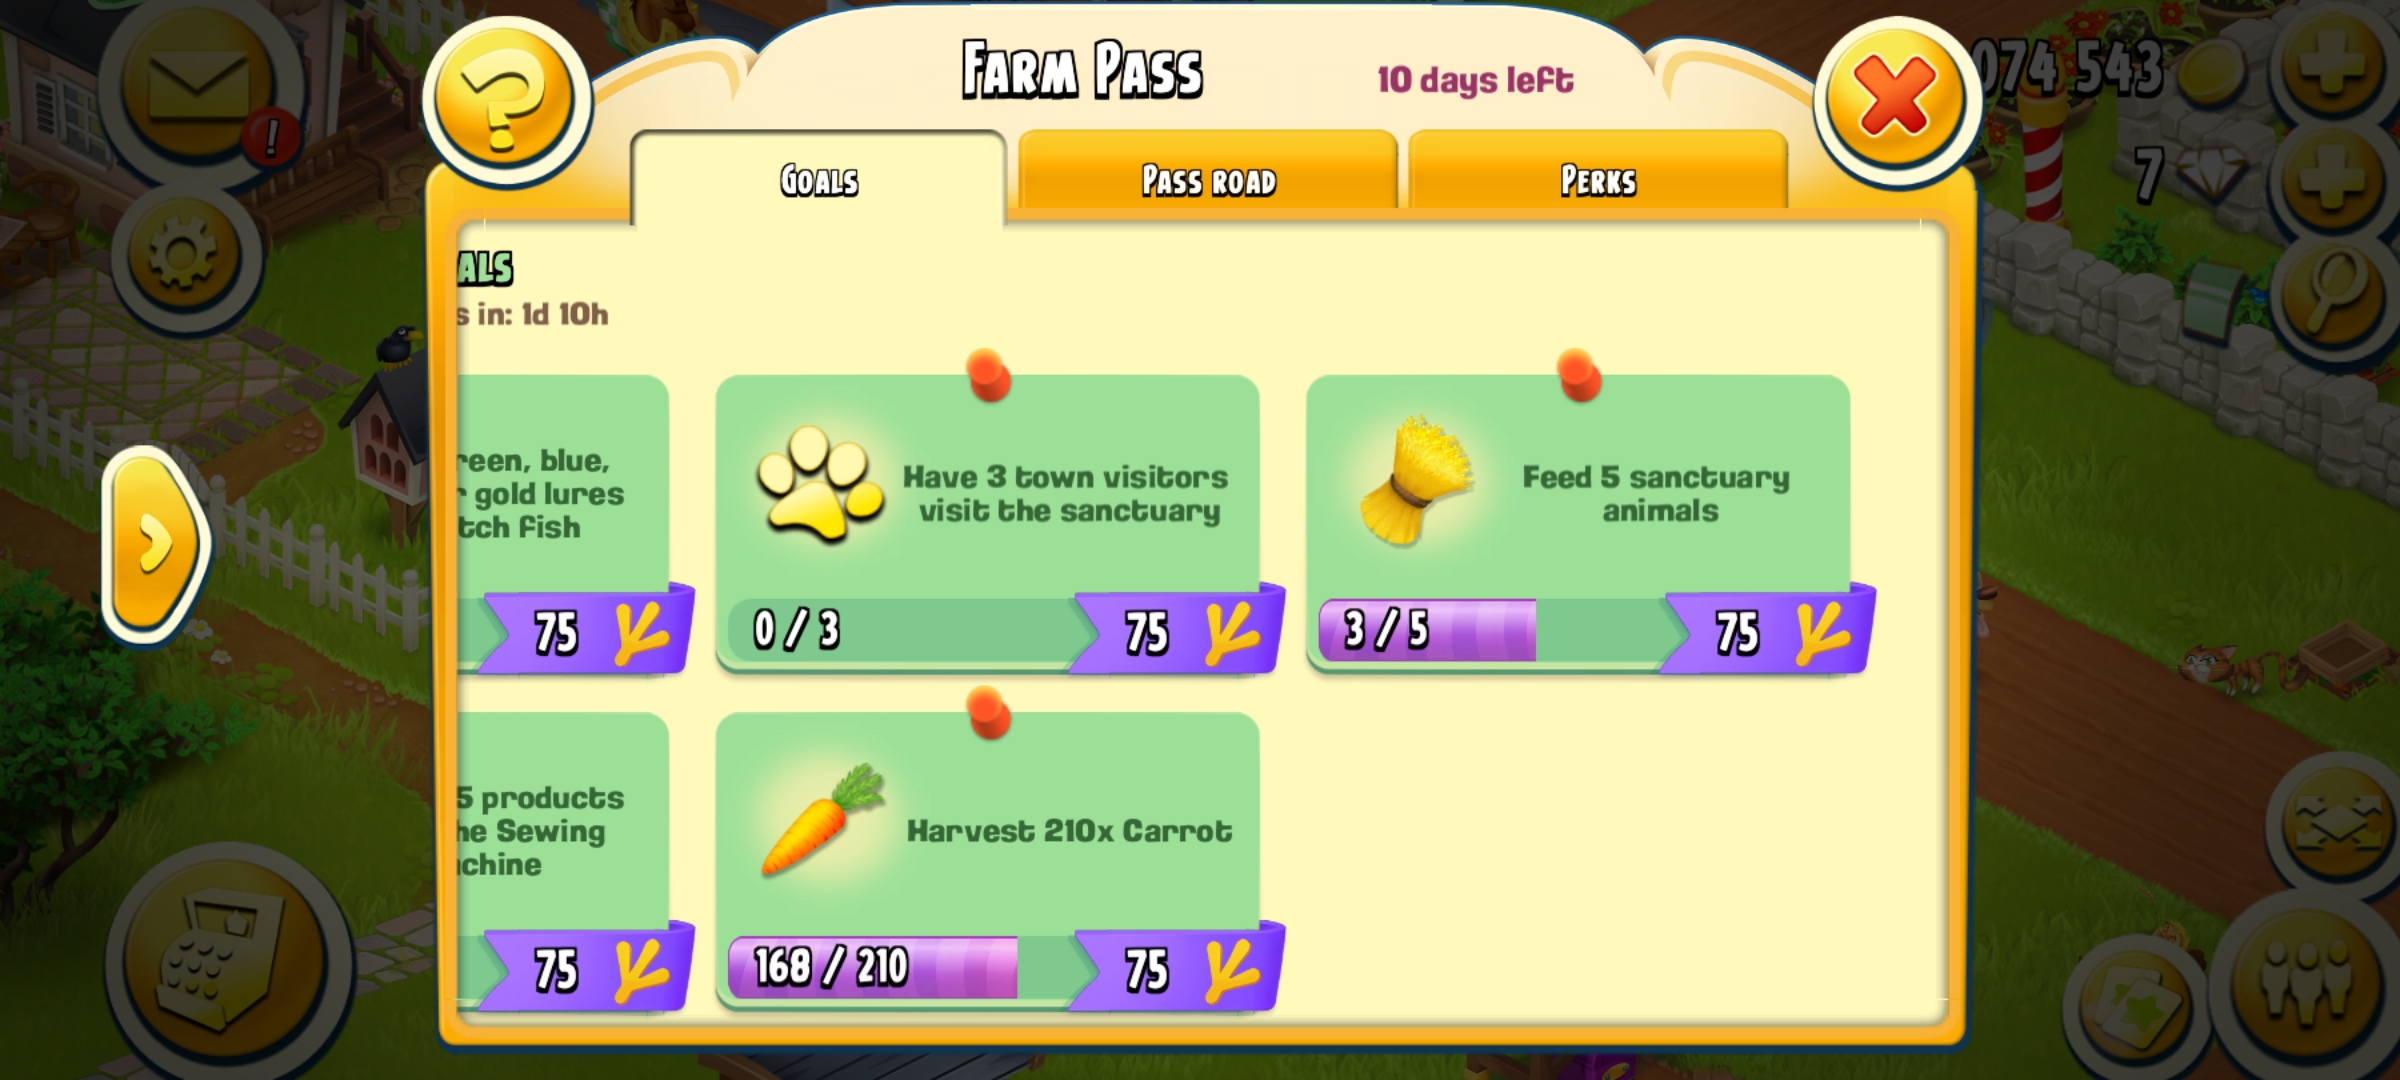 FARM PASS
10 days left
074 543
7
GOALS
PASS ROAD
PERKS
ALS
s in: 1d 10h
reen, blue,
r gold lures
tch fish
75
Have 3 town visitors
visit the sanctuary
0 / 3
75
Feed 5 sanctuary
animals
3 / 5
75
5 products
he Sewing
chine
75
Harvest 210x Carrot
168 / 210
75